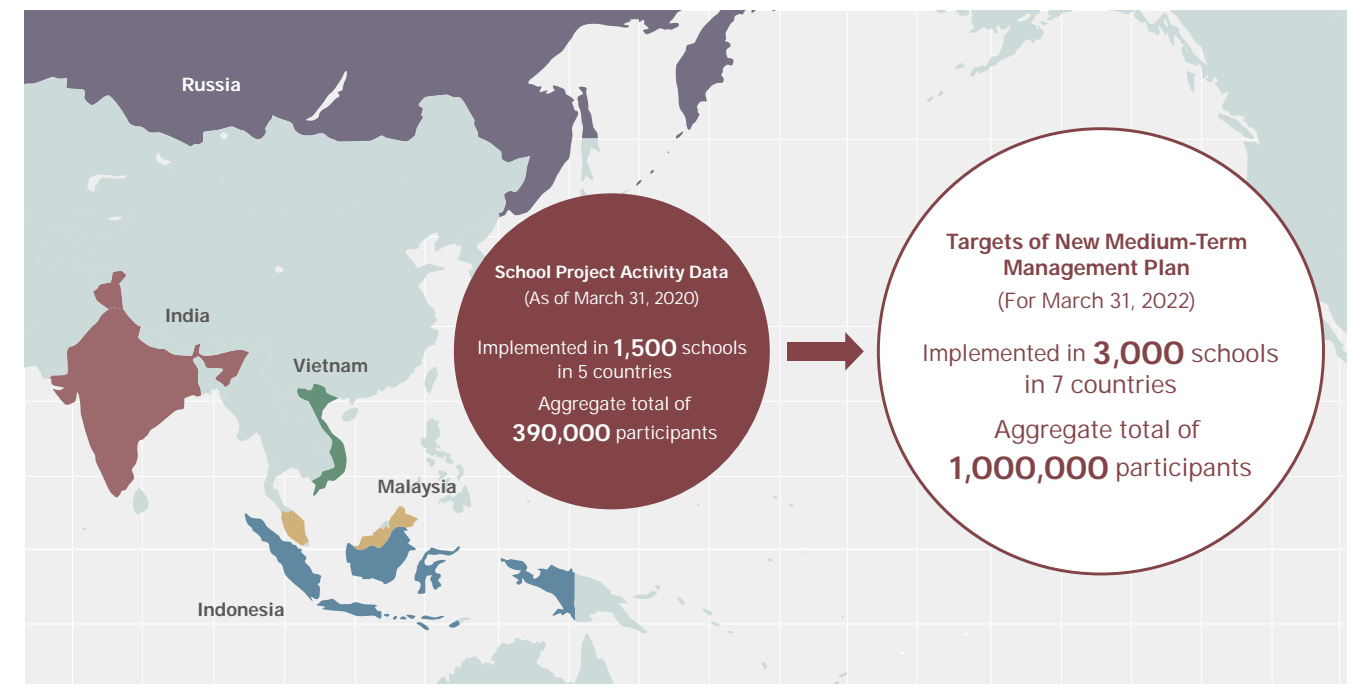 Russia
India
Vietnam
Malaysia
Indonesia
School Project Activity Data
(As of March 31, 2020)
Implemented in 1,500 schools
in 5 countries
Aggregate total of
390,000 participants
Targets of New Medium-Term
Management Plan
(For March 31, 2022)
Implemented in 3,000 schools
in 7 countries
Aggregate total of
1,000,000 participants